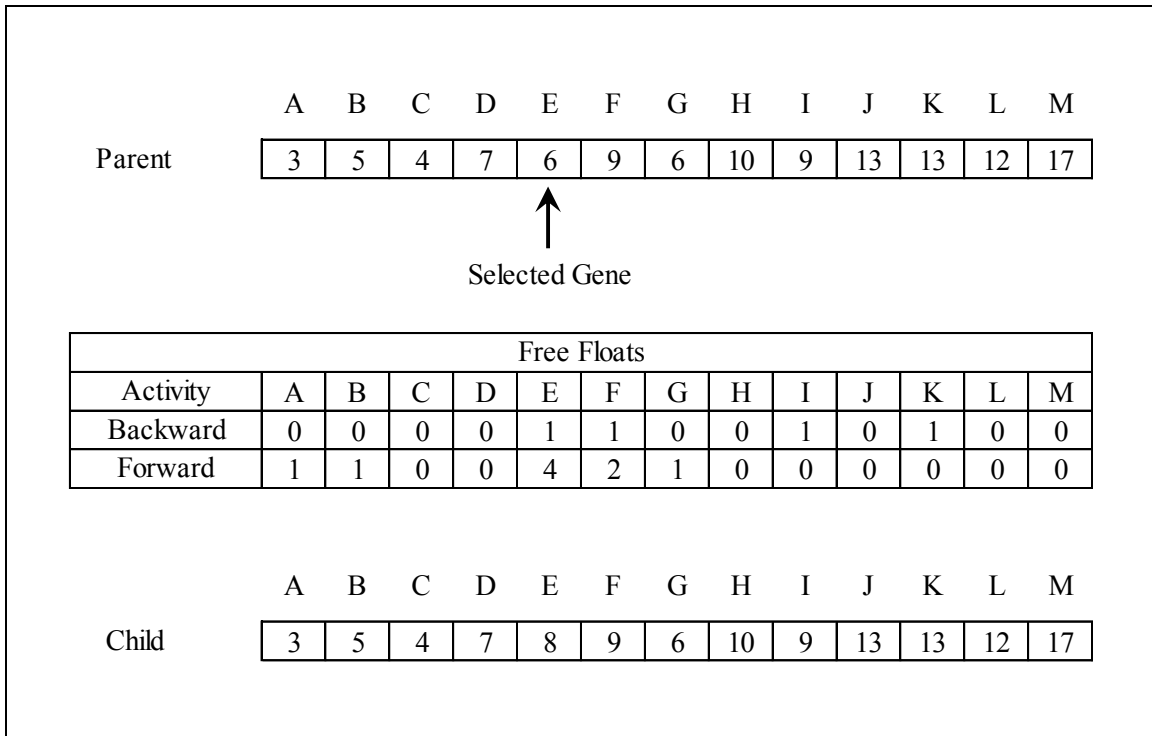 A B C D E F G H I J K L M
Parent 3 5 4 7 6 9 6 10 9 13 13 12 17
Selected Gene
Free Floats
Activity A B C D E F G H I J K L M
Backward 0 0 0 0 1 1 0 0 1 0 1 0 0
Forward 1 1 0 0 4 2 1 0 0 0 0 0 0
A B C D E F G H I J K L M
Child 3 5 4 7 8 9 6 10 9 13 13 12 17